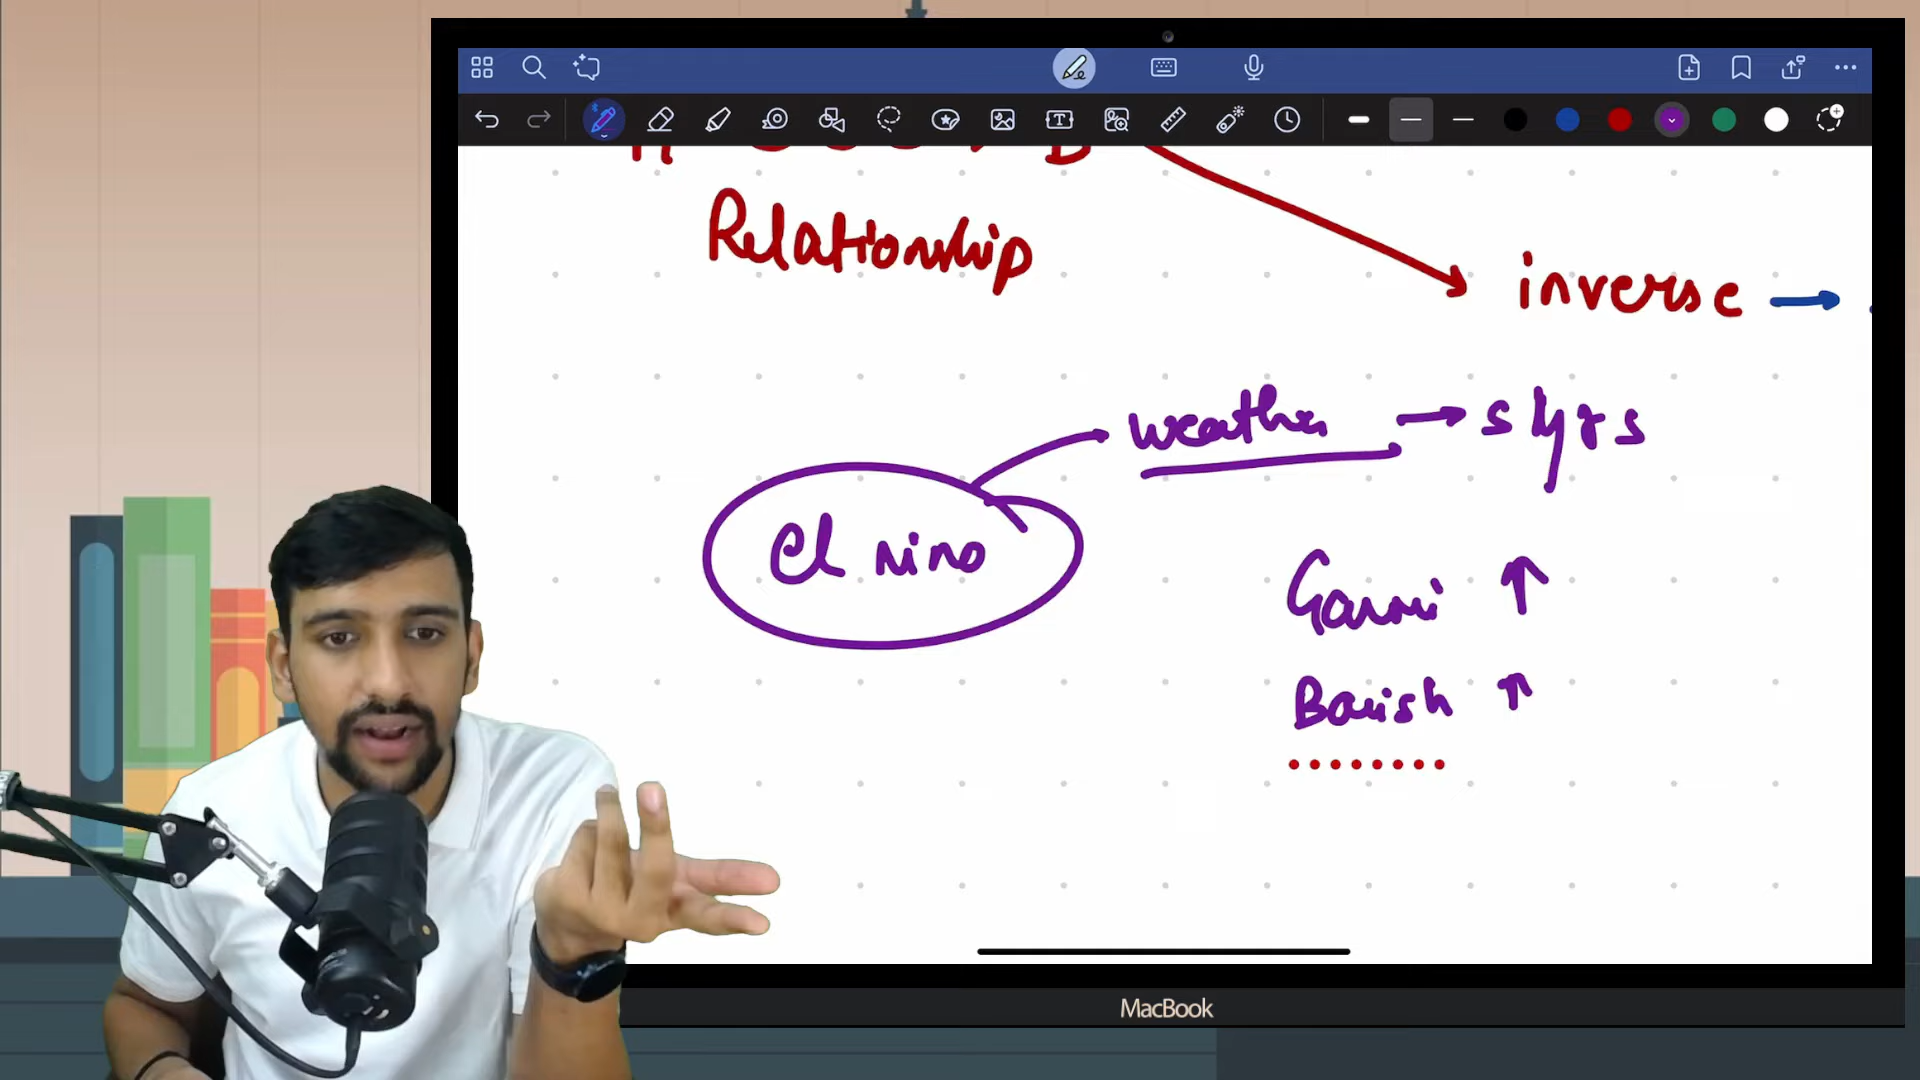 Relationship
inverse →
weather → 5 yrs
El nino
Garmi ↑
Barish ↑
MacBook